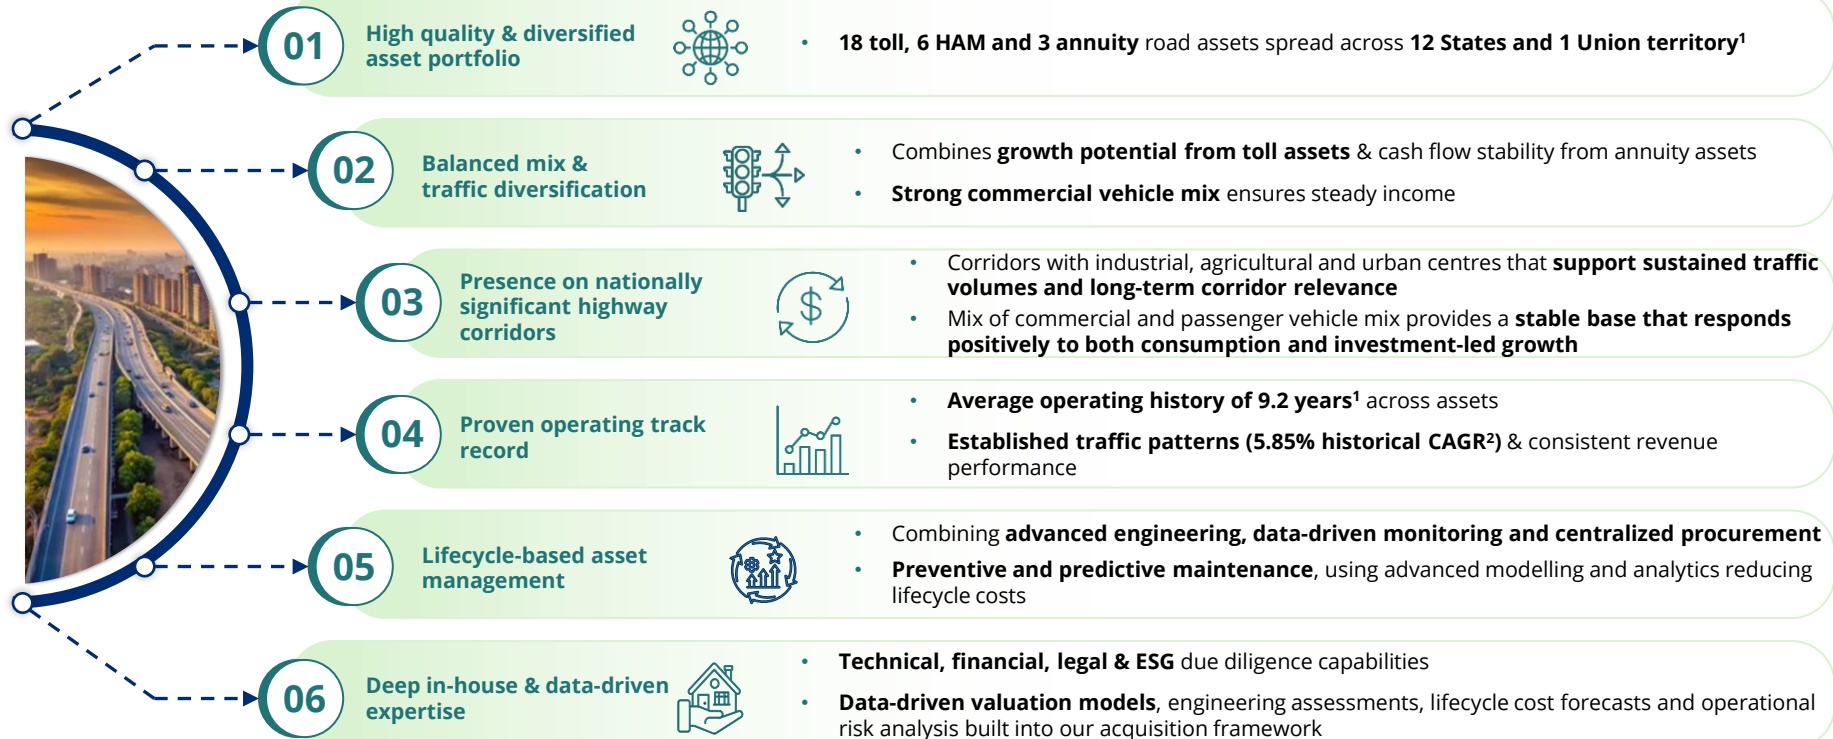 01
High quality & diversified
asset portfolio
• 18 toll, 6 HAM and 3 annuity road assets spread across 12 States and 1 Union territory¹
02
Balanced mix &
traffic diversification
• Combines growth potential from toll assets & cash flow stability from annuity assets
• Strong commercial vehicle mix ensures steady income
03
Presence on nationally
significant highway
corridors
$
• Corridors with industrial, agricultural and urban centres that support sustained traffic
volumes and long-term corridor relevance
• Mix of commercial and passenger vehicle mix provides a stable base that responds
positively to both consumption and investment-led growth
04
Proven operating track
record
• Average operating history of 9.2 years¹ across assets
• Established traffic patterns (5.85% historical CAGR²) & consistent revenue
performance
05
Lifecycle-based asset
management
• Combining advanced engineering, data-driven monitoring and centralized procurement
• Preventive and predictive maintenance, using advanced modelling and analytics reducing
lifecycle costs
06
Deep in-house & data-driven
expertise
• Technical, financial, legal & ESG due diligence capabilities
• Data-driven valuation models, engineering assessments, lifecycle cost forecasts and operational
risk analysis built into our acquisition framework